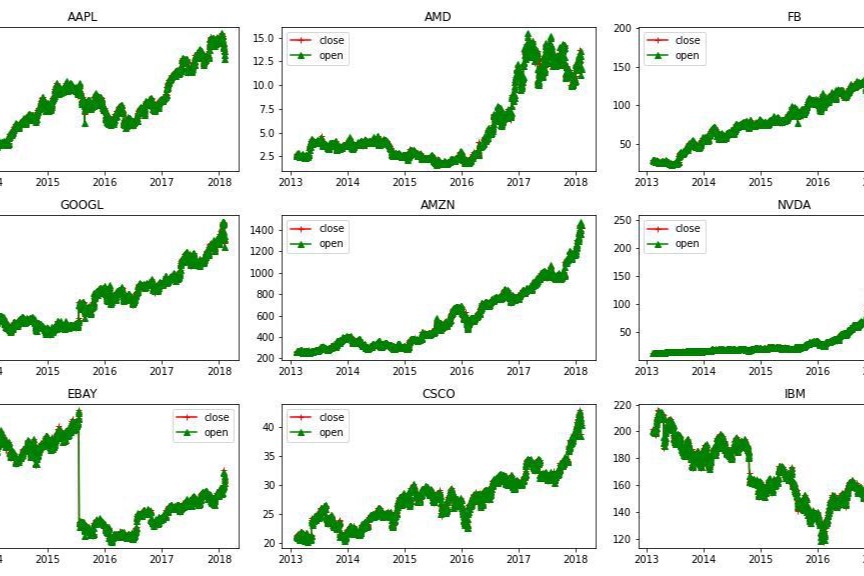 AAPL
2015 2016 2017 2018
AMD
close
open
15.0
12.5
10.0
7.5
5.0
2.5
2013 2014 2015 2016 2017 2018
FB
close
open
200
150
100
50
2013 2014 2015 2016
GOOGL
2015 2016 2017 2018
AMZN
close
open
1400
1200
1000
800
600
400
200
2013 2014 2015 2016 2017 2018
NVDA
close
open
250
200
150
100
50
2013 2014 2015 2016
EBAY
close
open
2015 2016 2017 2018
CSCO
close
open
40
35
30
25
20
2013 2014 2015 2016 2017 2018
IBM
220
200
180
160
140
120
2013 2014 2015 2016